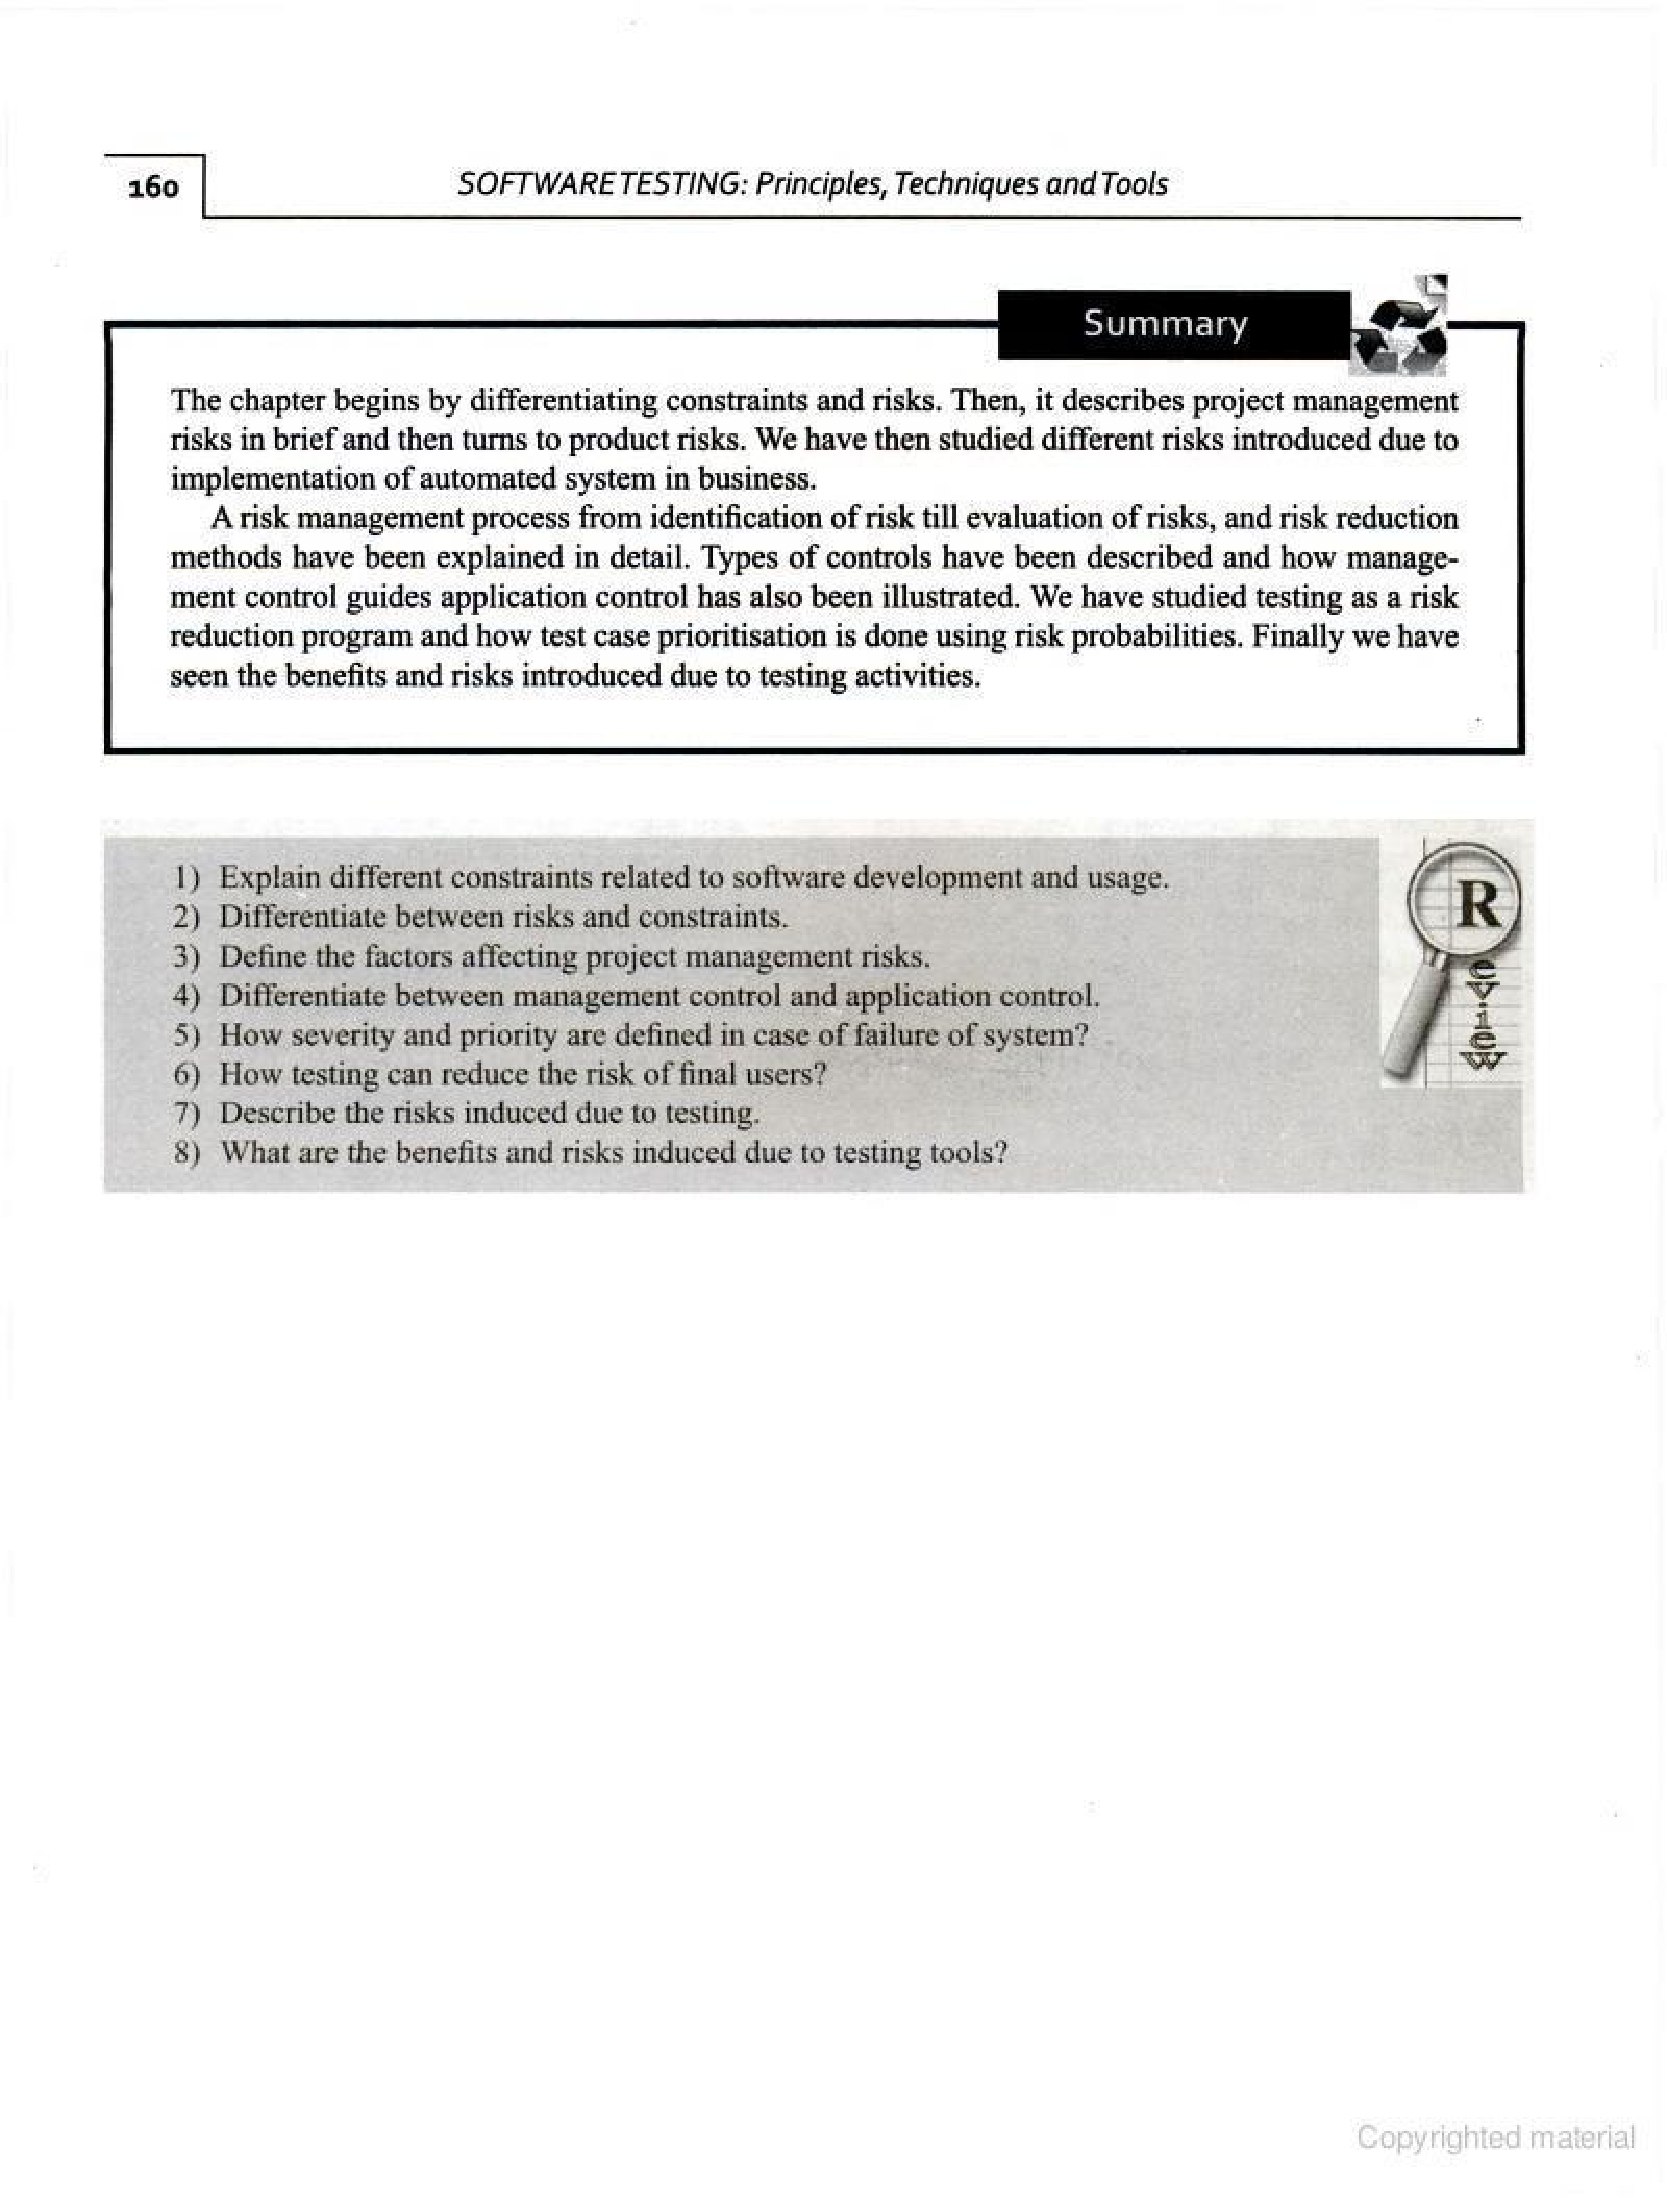 160
SOFTWARE TESTING: Principles, Techniques and Tools
Summary
The chapter begins by differentiating constraints and risks. Then, it describes project management
risks in brief and then turns to product risks. We have then studied different risks introduced due to
implementation of automated system in business.
A risk management process from identification of risk till evaluation of risks, and risk reduction
methods have been explained in detail. Types of controls have been described and how manage-
ment control guides application control has also been illustrated. We have studied testing as a risk
reduction program and how test case prioritisation is done using risk probabilities. Finally we have
seen the benefits and risks introduced due to testing activities.
1) Explain different constraints related to software development and usage.
2) Differentiate between risks and constraints.
3) Define the factors affecting project management risks.
4) Differentiate between management control and application control.
5) How severity and priority are defined in case of failure of system?
6) How testing can reduce the risk of final users?
7) Describe the risks induced due to testing.
8) What are the benefits and risks induced due to testing tools?
Review
Copyrighted material